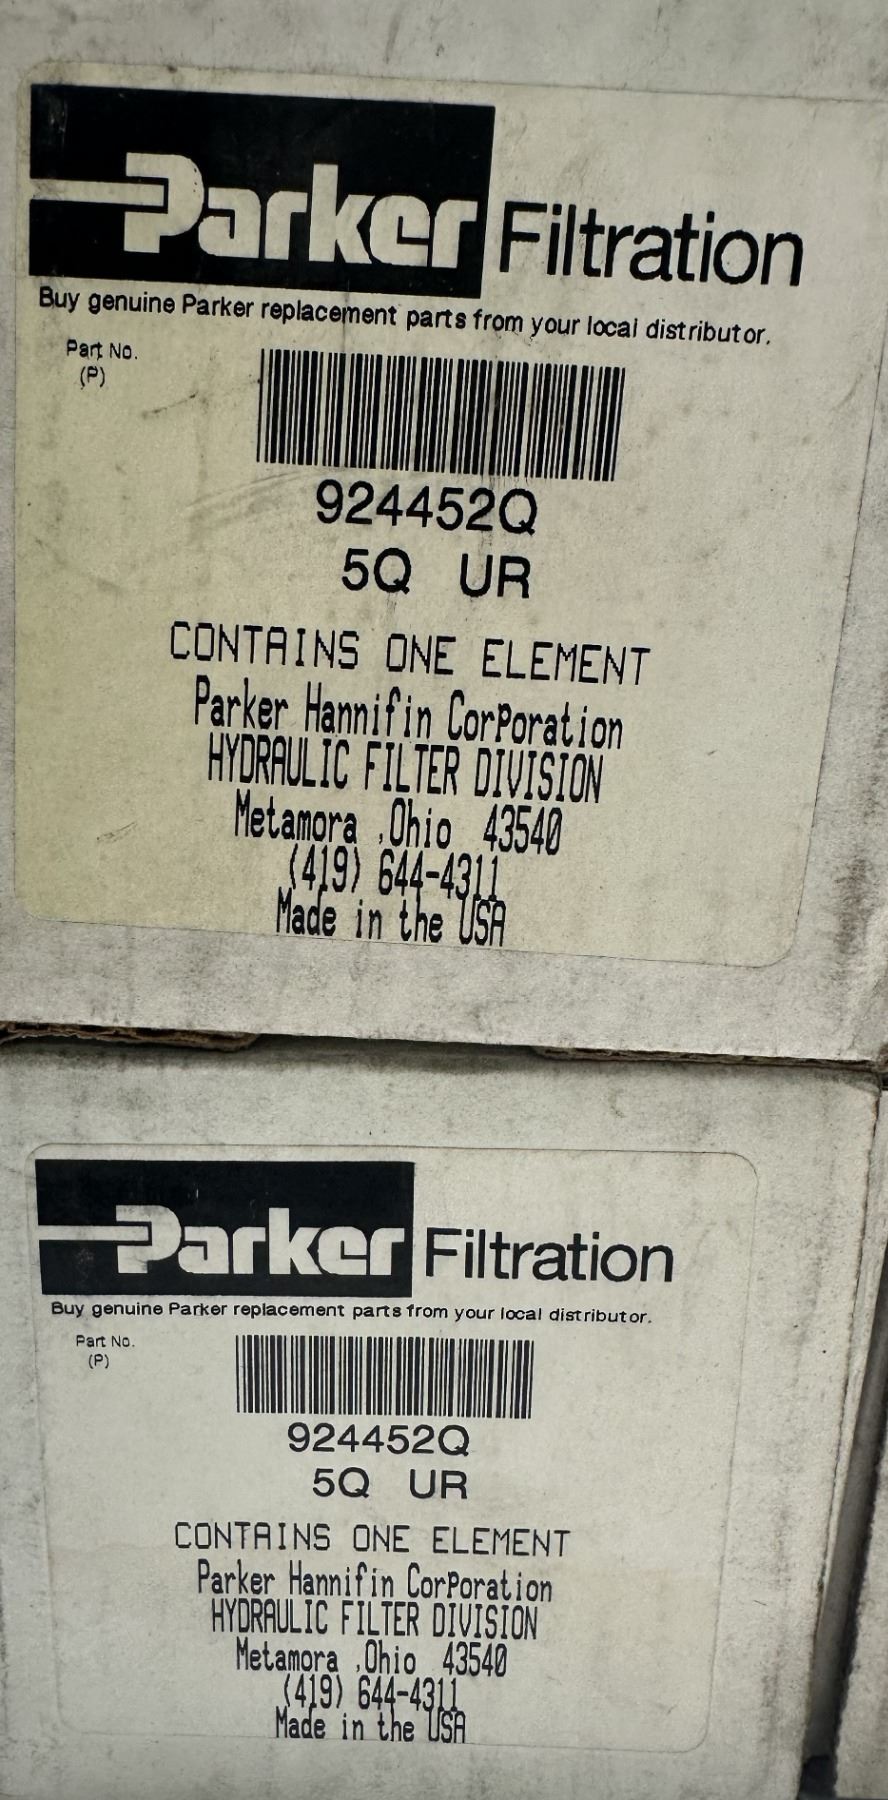 Parker Filtration
Buy genuine Parker replacement parts from your local distributor.
Part No.
(P)
924452Q
5Q UR
CONTAINS ONE ELEMENT
Parker Hannifin CorPoration
HYDRAULIC FILTER DIVISION
Metamora ,Ohio 43540
(419) 644-4311
Made in the USA
Parker Filtration
Buy genuine Parker replacement parts from your local distributor.
Part No.
(P)
924452Q
5Q UR
CONTAINS ONE ELEMENT
Parker Hannifin CorPoration
HYDRAULIC FILTER DIVISION
Metamora ,Ohio 43540
(419) 644-4311
Made in the USA